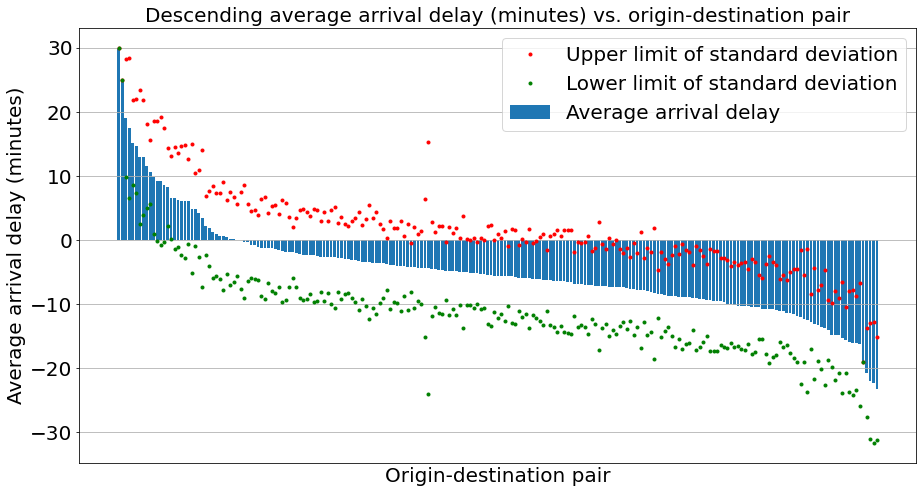 Descending average arrival delay (minutes) vs. origin-destination pair
30
20
10
0
−10
−20
−30
Average arrival delay (minutes)
Upper limit of standard deviation
Lower limit of standard deviation
Average arrival delay
Origin-destination pair